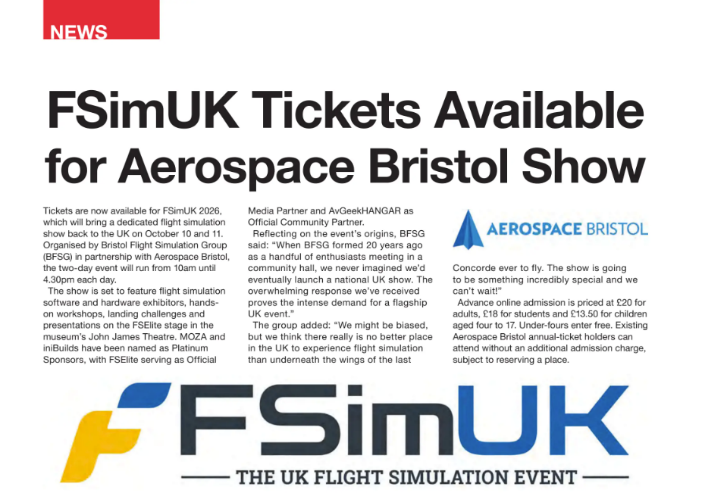 NEWS
FSimUK Tickets Available
for Aerospace Bristol Show
Tickets are now available for FSimUK 2026,
which will bring a dedicated flight simulation
show back to the UK on October 10 and 11.
Organised by Bristol Flight Simulation Group
(BFSG) in partnership with Aerospace Bristol,
the two-day event will run from 10am until
4.30pm each day.
The show is set to feature flight simulation
software and hardware exhibitors, hands-
on workshops, landing challenges and
presentations on the FSElite stage in the
museum's John James Theatre. MOZA and
iniBuilds have been named as Platinum
Sponsors, with FSElite serving as Official
Media Partner and AvGeekHANGAR as
Official Community Partner.
Reflecting on the event's origins, BFSG
said: “When BFSG formed 20 years ago
as a handful of enthusiasts meeting in a
community hall, we never imagined we'd
eventually launch a national UK show. The
overwhelming response we've received
proves the intense demand for a flagship
UK event.”
The group added: “We might be biased,
but we think there really is no better place
in the UK to experience flight simulation
than underneath the wings of the last
AEROSPACE BRISTOL
Concorde ever to fly. The show is going
to be something incredibly special and we
can't wait!”
Advance online admission is priced at £20 for
adults, £18 for students and £13.50 for children
aged four to 17. Under-fours enter free. Existing
Aerospace Bristol annual-ticket holders can
attend without an additional admission charge,
subject to reserving a place.
FSimUK
THE UK FLIGHT SIMULATION EVENT